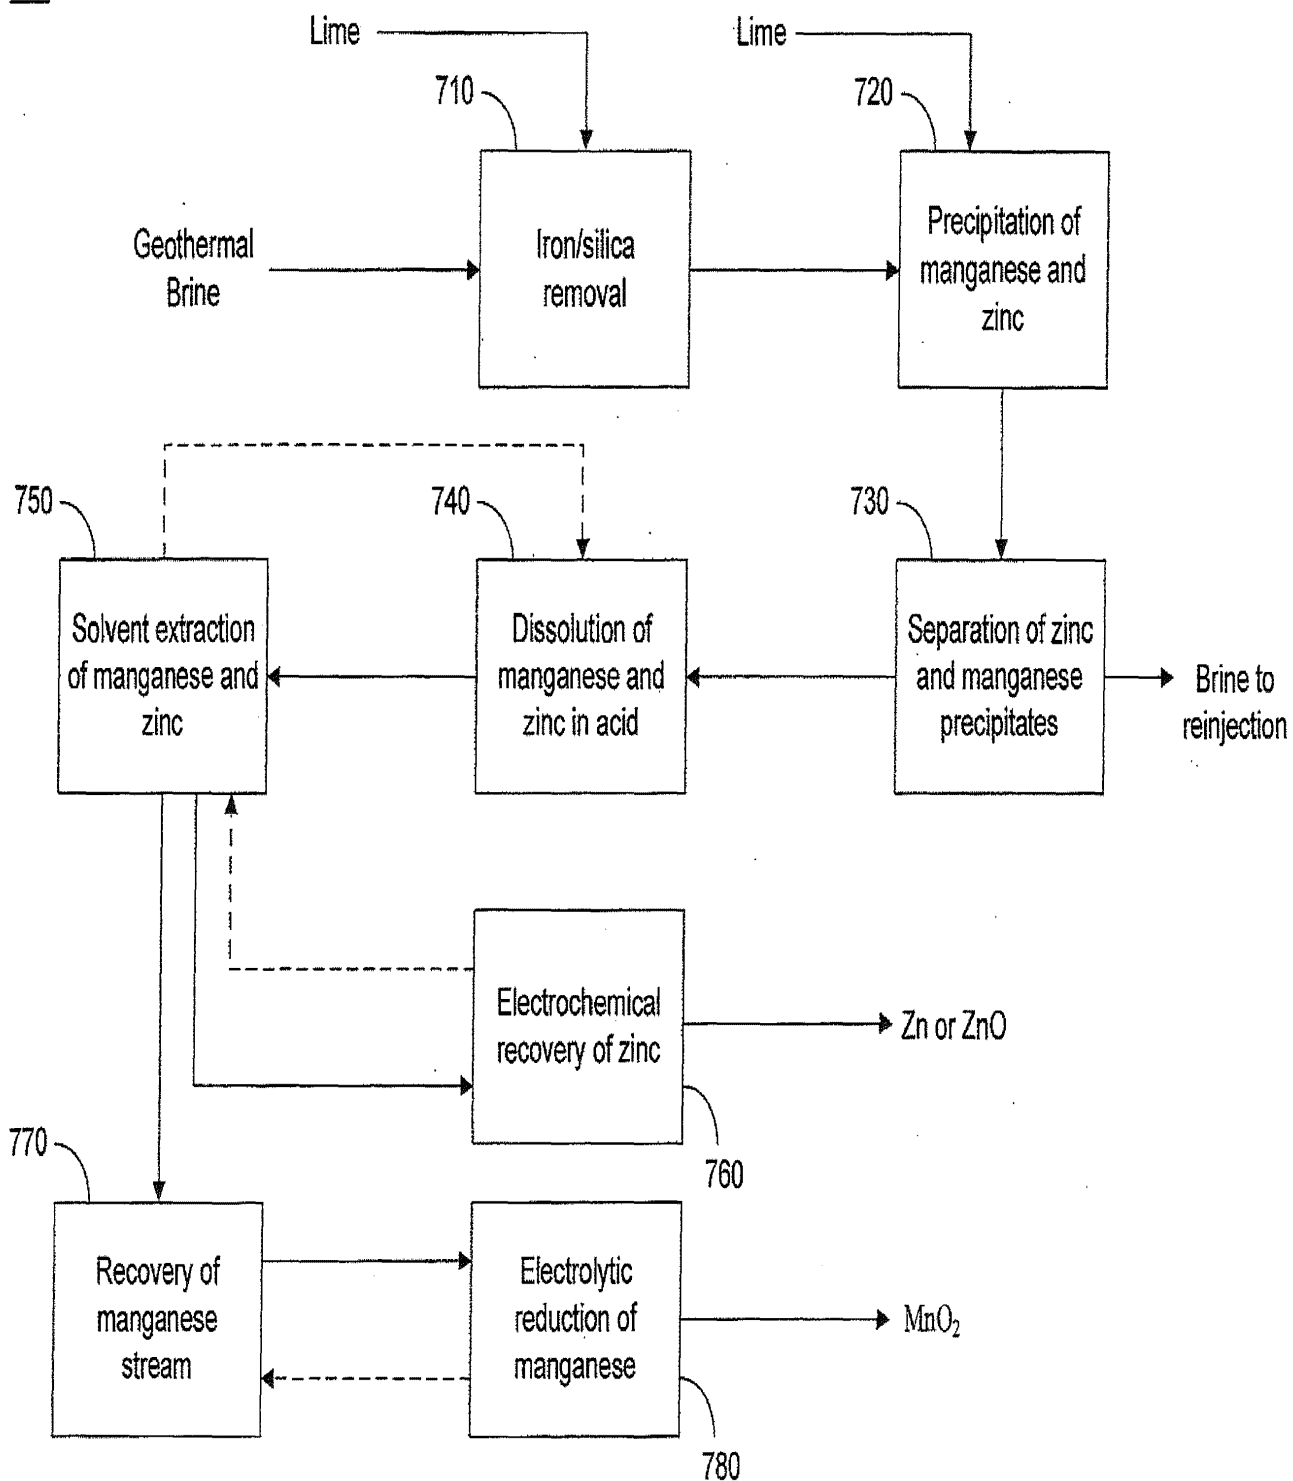 Lime
Lime
710
720
Geothermal
Brine
Iron/silica
removal
Precipitation of
manganese and
zinc
750
740
730
Solvent extraction
of manganese and
zinc
Dissolution of
manganese and
zinc in acid
Separation of zinc
and manganese
precipitates
Brine to
reinjection
Electrochemical
recovery of zinc
Zn or ZnO
760
770
Recovery of
manganese
stream
Electrolytic
reduction of
manganese
MnO₂
780